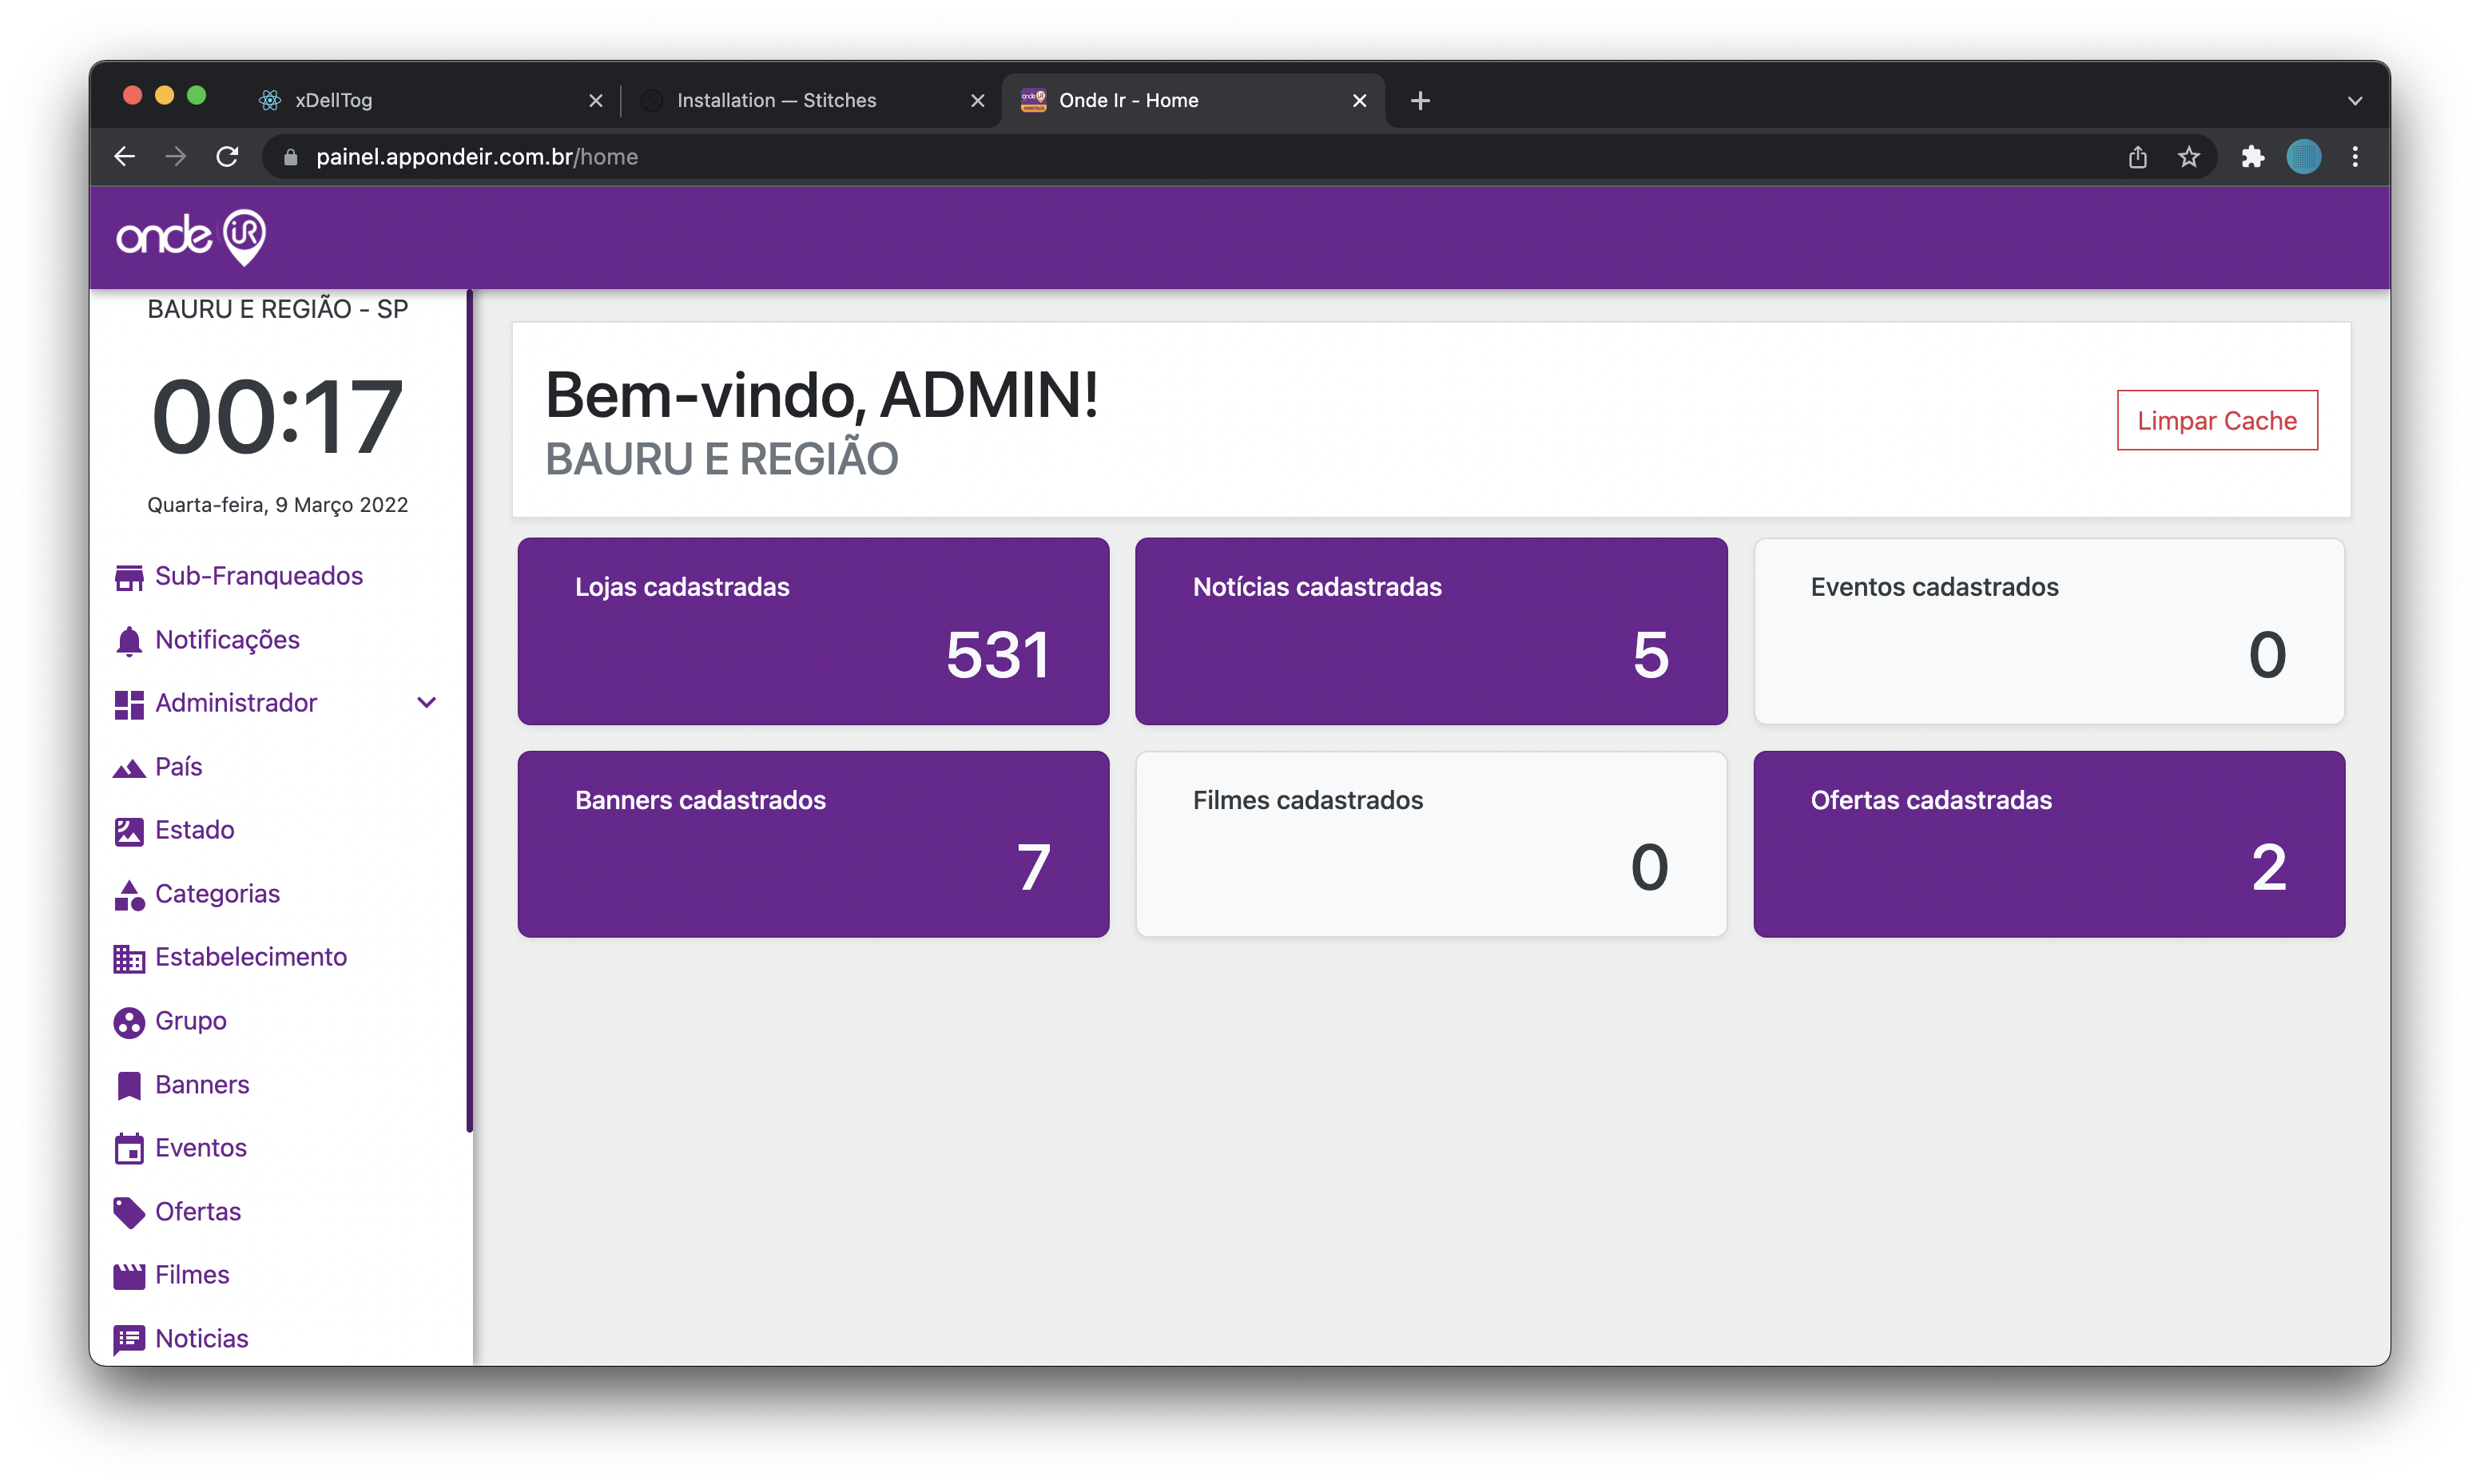 xDellTog
Installation — Stitches
Onde Ir - Home
painel.appondeir.com.br/home
onde iR
BAURU E REGIÃO - SP
00:17
Quarta-feira, 9 Março 2022
Sub-Franqueados
Notificações
Administrador
País
Estado
Categorias
Estabelecimento
Grupo
Banners
Eventos
Ofertas
Filmes
Noticias
Bem-vindo, ADMIN!
BAURU E REGIÃO
Limpar Cache
Lojas cadastradas
531
Notícias cadastradas
5
Eventos cadastrados
0
Banners cadastrados
7
Filmes cadastrados
0
Ofertas cadastradas
2